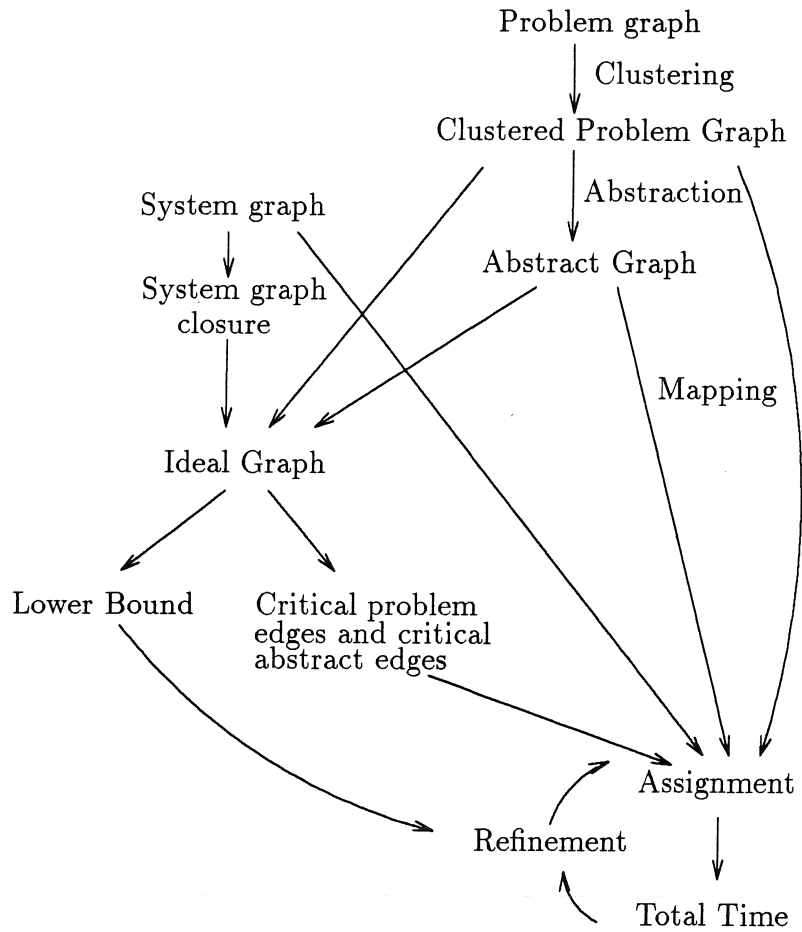 Problem graph
Clustering
Clustered Problem Graph
Abstraction
System graph
Abstract Graph
System graph
closure
Mapping
Ideal Graph
Lower Bound
Critical problem
edges and critical
abstract edges
Assignment
Refinement
Total Time